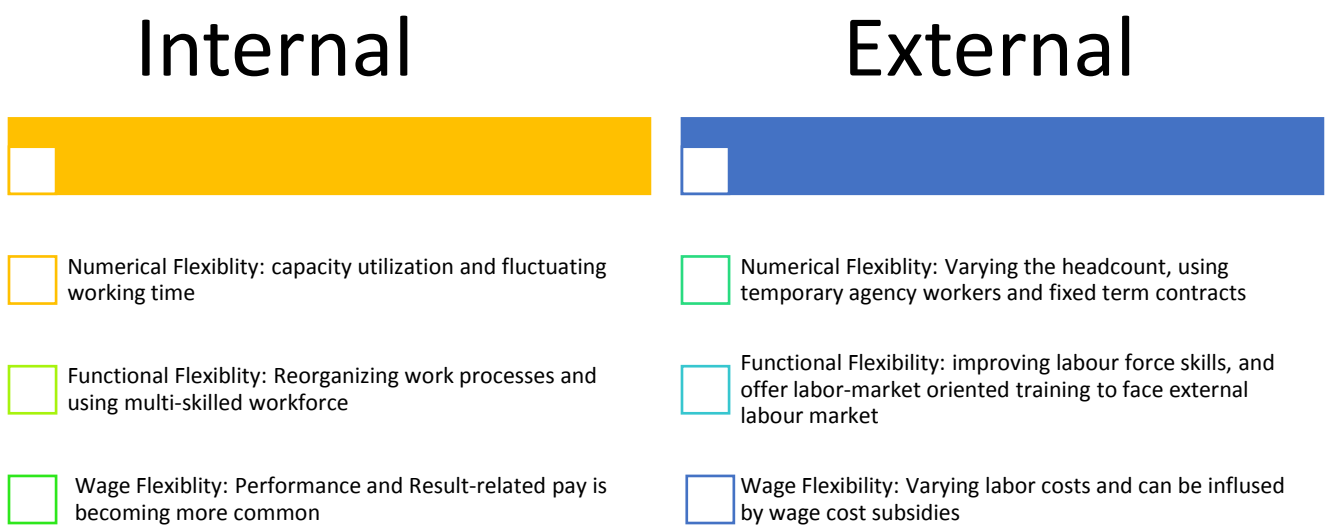 Internal
Numerical Flexiblity: capacity utilization and fluctuating
working time
Functional Flexiblity: Reorganizing work processes and
using multi-skilled workforce
Wage Flexiblity: Performance and Result-related pay is
becoming more common
External
Numerical Flexiblity: Varying the headcount, using
temporary agency workers and fixed term contracts
Functional Flexibility: improving labour force skills, and
offer labor-market oriented training to face external
labour market
Wage Flexibility: Varying labor costs and can be inflused
by wage cost subsidies